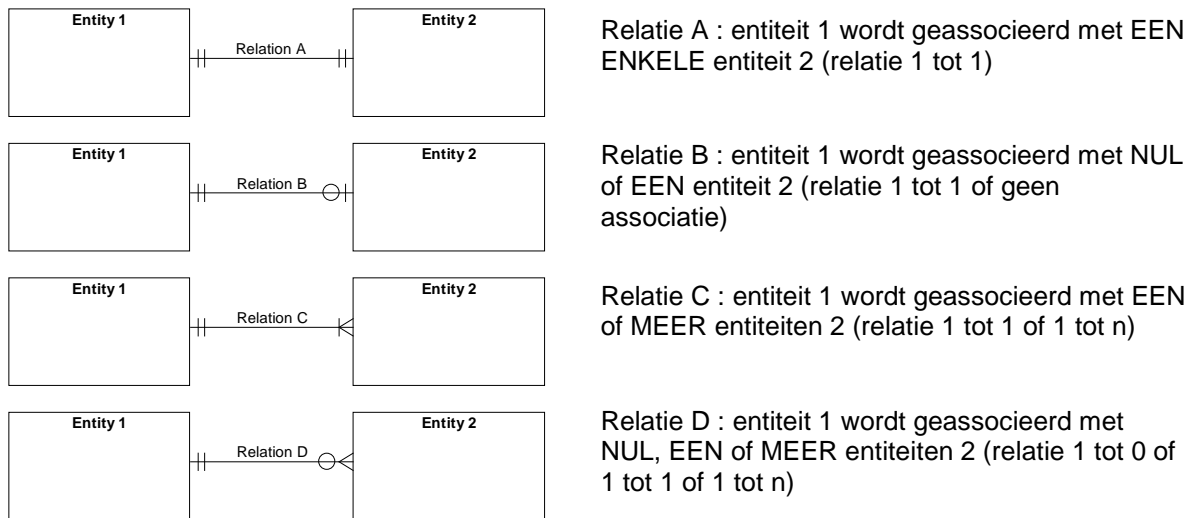 Entity 1
Entity 2
Relation A
Relatie A : entiteit 1 wordt geassocieerd met EEN
ENKELE entiteit 2 (relatie 1 tot 1)
Entity 1
Entity 2
Relation B
Relatie B : entiteit 1 wordt geassocieerd met NUL
of EEN entiteit 2 (relatie 1 tot 1 of geen
associatie)
Entity 1
Entity 2
Relation C
Relatie C : entiteit 1 wordt geassocieerd met EEN
of MEER entiteiten 2 (relatie 1 tot 1 of 1 tot n)
Entity 1
Entity 2
Relation D
Relatie D : entiteit 1 wordt geassocieerd met
NUL, EEN of MEER entiteiten 2 (relatie 1 tot 0 of
1 tot 1 of 1 tot n)